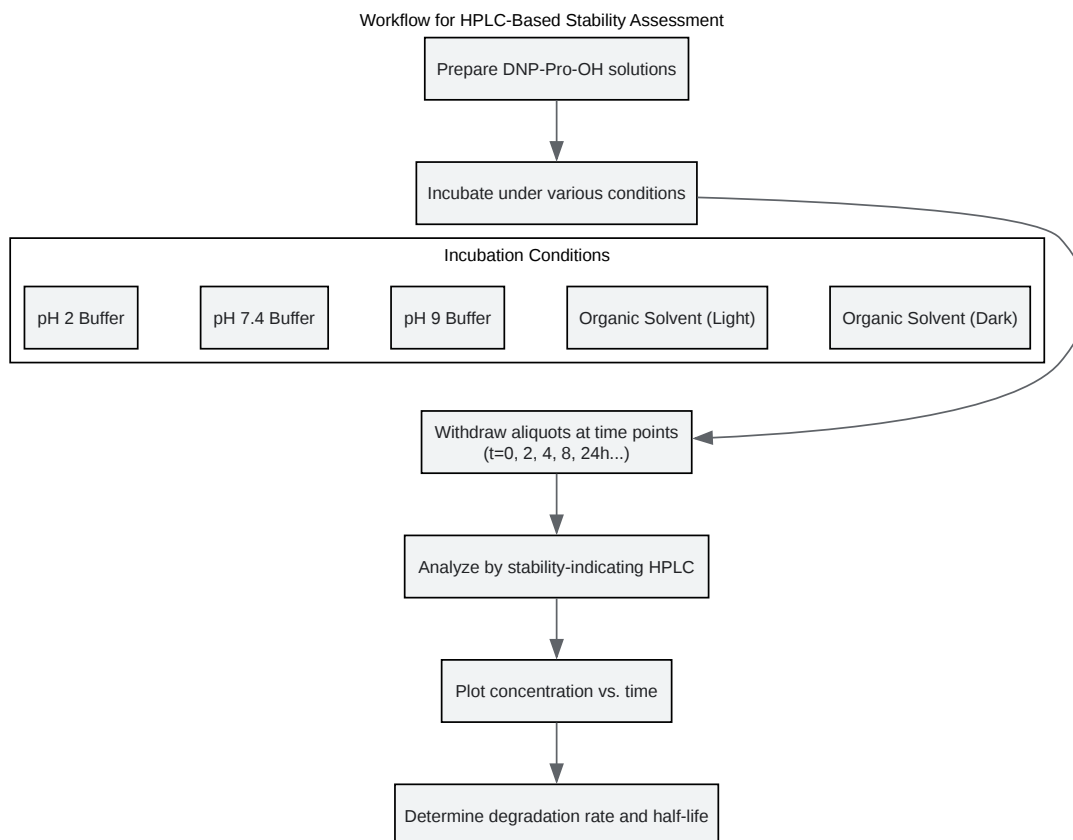 Workflow for HPLC-Based Stability Assessment
Prepare DNP-Pro-OH solutions
Incubate under various conditions
Incubation Conditions
pH 2 Buffer
pH 7.4 Buffer
pH 9 Buffer
Organic Solvent (Light)
Organic Solvent (Dark)
Withdraw aliquots at time points
(t=0, 2, 4, 8, 24h...)
Analyze by stability-indicating HPLC
Plot concentration vs. time
Determine degradation rate and half-life